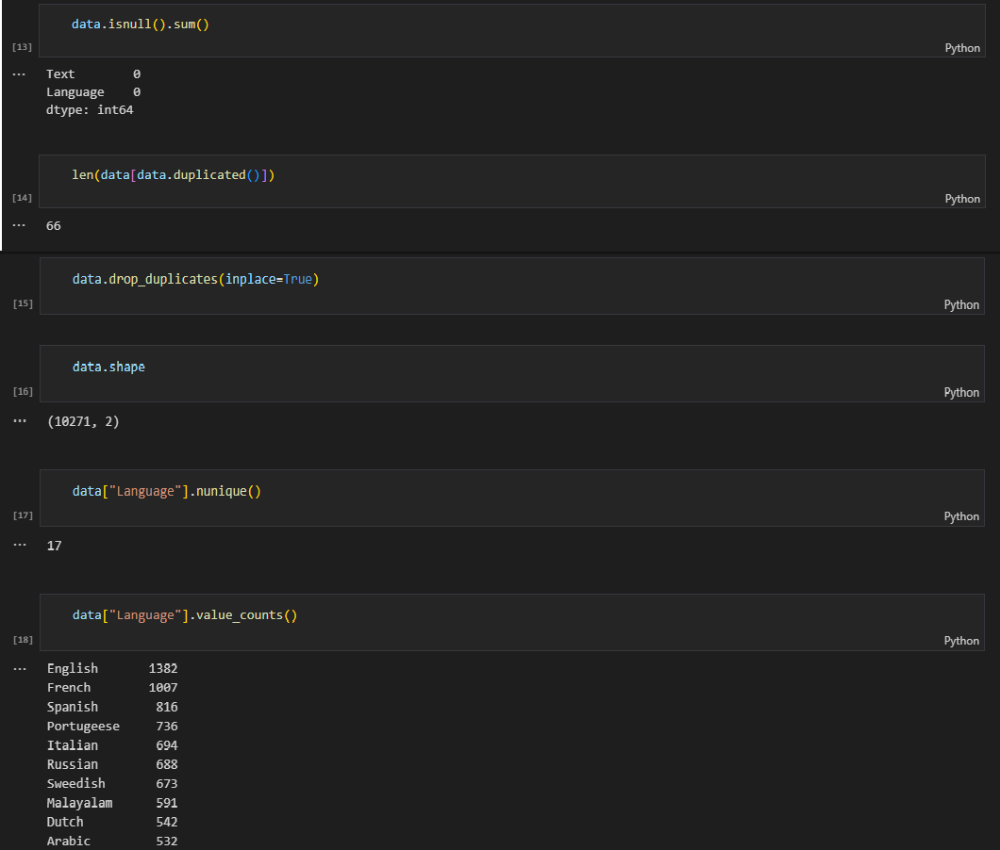 data.isnull().sum()
[13]
Python
...
Text        0
Language    0
dtype: int64
len(data[data.duplicated()])
[14]
Python
...
66
data.drop_duplicates(inplace=True)
[15]
Python
data.shape
[16]
Python
...
(10271, 2)
data["Language"].nunique()
[17]
Python
...
17
data["Language"].value_counts()
[18]
Python
...
English       1382
French        1007
Spanish        816
Portugeese     736
Italian        694
Russian        688
Sweedish       673
Malayalam      591
Dutch          542
Arabic         532